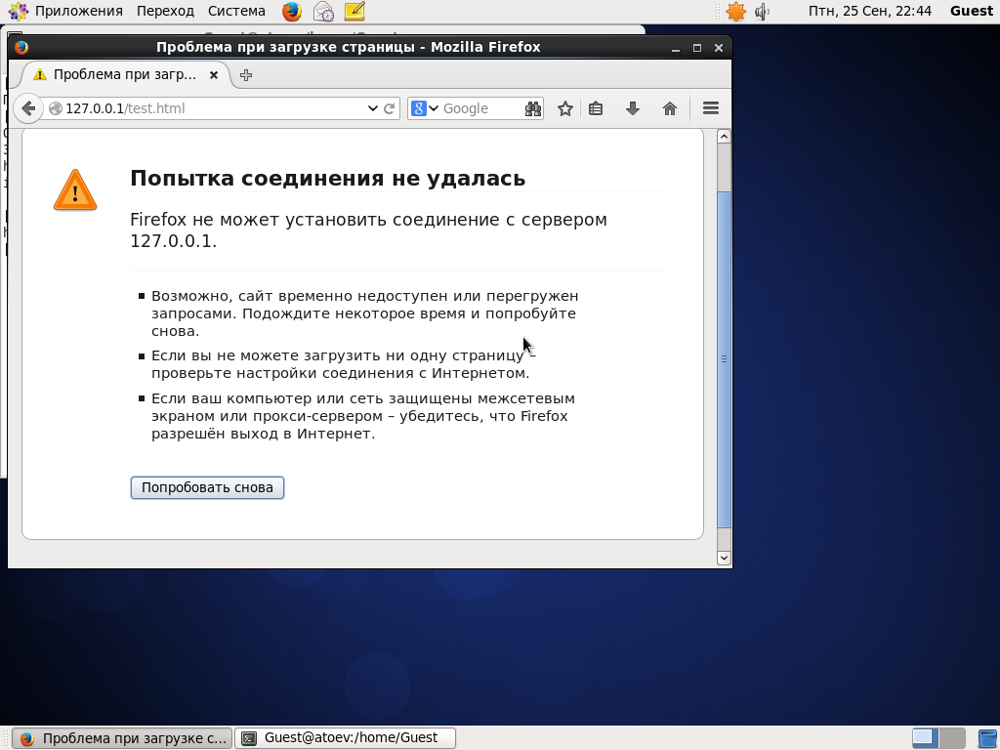 Приложения Переход Система
Птн, 25 Сен, 22:44 Guest
Проблема при загрузке страницы - Mozilla Firefox
Проблема при загр...
127.0.0.1/test.html
8 Google
Попытка соединения не удалась
Firefox не может установить соединение с сервером
127.0.0.1.
Возможно, сайт временно недоступен или перегружен
запросами. Подождите некоторое время и попробуйте
снова.
Если вы не можете загрузить ни одну страницу –
проверьте настройки соединения с Интернетом.
Если ваш компьютер или сеть защищены межсетевым
экраном или прокси-сервером – убедитесь, что Firefox
разрешён выход в Интернет.
Попробовать снова
Проблема при загрузке с...
Guest@atoev:/home/Guest